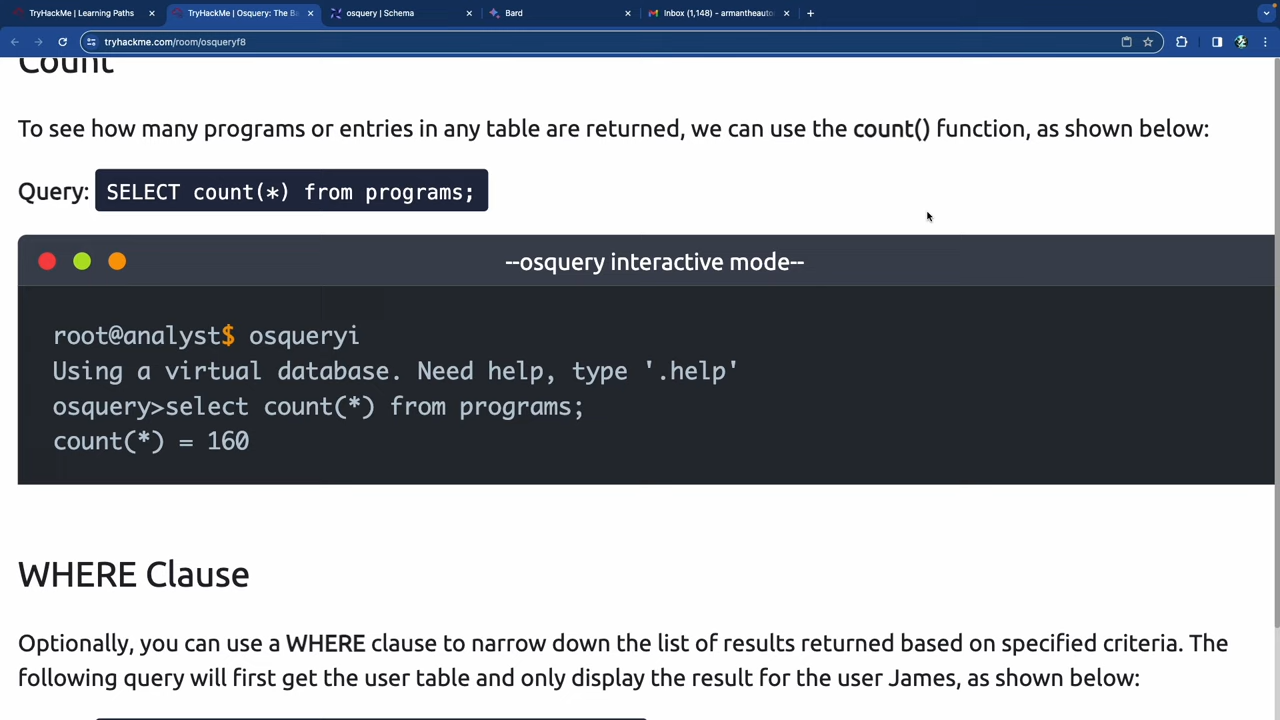 TryHackMe | Learning Paths
TryHackMe | Osquery: The Ba
osquery | Schema
Bard
Inbox (1,148) - armantheauto
tryhackme.com/room/osqueryf8
Count
To see how many programs or entries in any table are returned, we can use the count() function, as shown below:
Query: SELECT count(*) from programs;
--osquery interactive mode--
root@analyst$ osqueryi
Using a virtual database. Need help, type '.help'
osquery>select count(*) from programs;
count(*) = 160
WHERE Clause
Optionally, you can use a WHERE clause to narrow down the list of results returned based on specified criteria. The
following query will first get the user table and only display the result for the user James, as shown below: